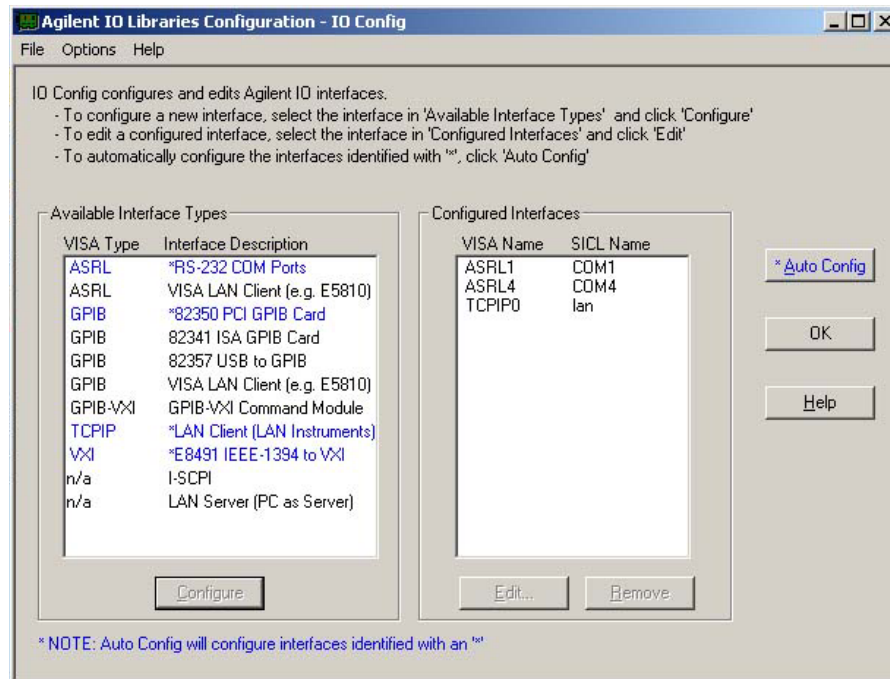 Agilent IO Libraries Configuration - IO Config
File Options Help
IO Config configures and edits Agilent IO interfaces.
- To configure a new interface, select the interface in 'Available Interface Types' and click 'Configure'
- To edit a configured interface, select the interface in 'Configured Interfaces' and click 'Edit'
- To automatically configure the interfaces identified with '*', click 'Auto Config'
Available Interface Types
VISA Type Interface Description
ASRL *RS-232 COM Ports
ASRL VISA LAN Client (e.g. E5810)
GPIB *82350 PCI GPIB Card
GPIB 82341 ISA GPIB Card
GPIB 82357 USB to GPIB
GPIB VISA LAN Client (e.g. E5810)
GPIB-VXI GPIB-VXI Command Module
TCPIP *LAN Client (LAN Instruments)
VXI *E8491 IEEE-1394 to VXI
n/a I-SCPI
n/a LAN Server (PC as Server)
Configure
Configured Interfaces
VISA Name SICL Name
ASRL1 COM1
ASRL4 COM4
TCPIP0 lan
Edit... Remove
* Auto Config
OK
Help
* NOTE: Auto Config will configure interfaces identified with an '*'